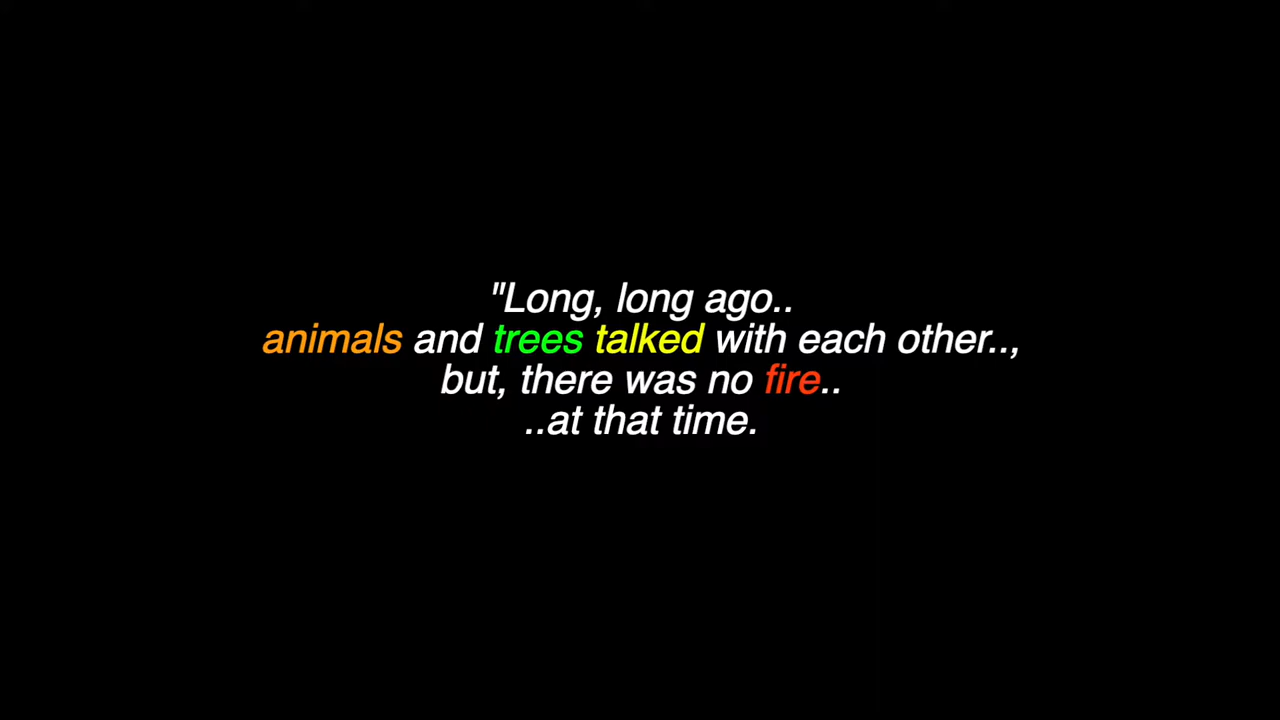 "Long, long ago..
animals and trees talked with each other..,
but, there was no fire..
..at that time.